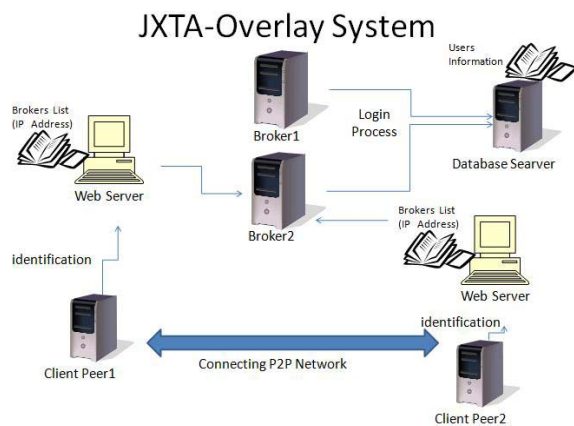 JXTA-Overlay System
Users
Information
Brokers List
(IP Address)
Broker1
Login
Process
Database Searver
Web Server
Broker2
Brokers List
(IP Address)
Web Server
identification
identification
Connecting P2P Network
Client Peer1
Client Peer2